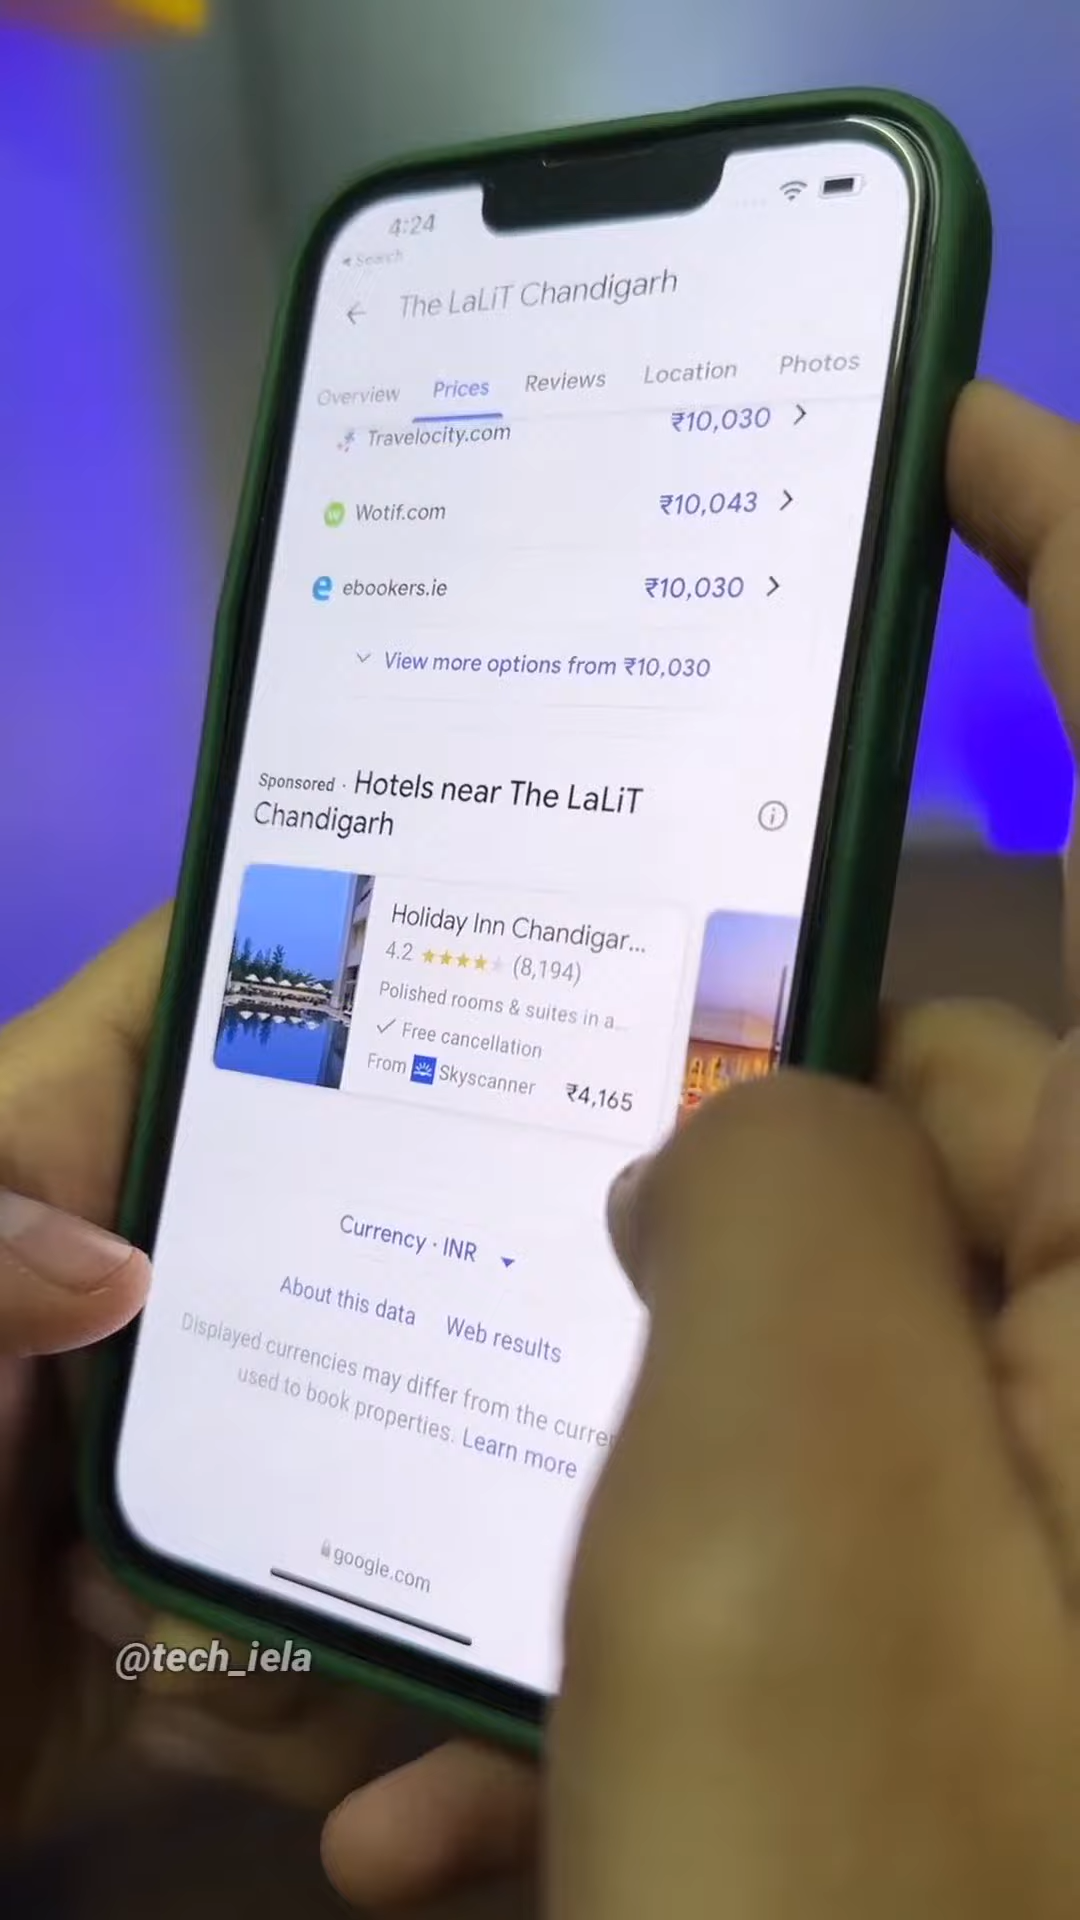 4:24
Search
The LaLiT Chandigarh
Overview Prices Reviews Location Photos
Travelocity.com ₹10,030
Wotif.com ₹10,043
ebookers.ie ₹10,030
View more options from ₹10,030
Sponsored · Hotels near The LaLiT
Chandigarh
Holiday Inn Chandigar...
4.2 (8,194)
Polished rooms & suites in a...
Free cancellation
From Skyscanner ₹4,165
Currency · INR
About this data Web results
Displayed currencies may differ from the curre
used to book properties. Learn more
google.com
@tech_iela